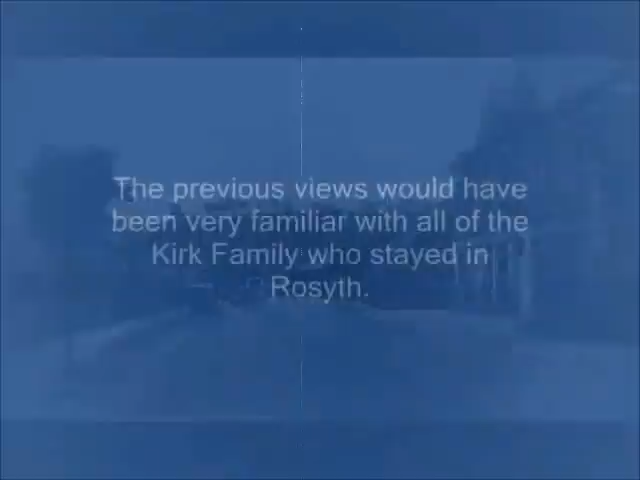 The previous views would have
been very familiar with all of the
Kirk Family who stayed in
Rosyth.